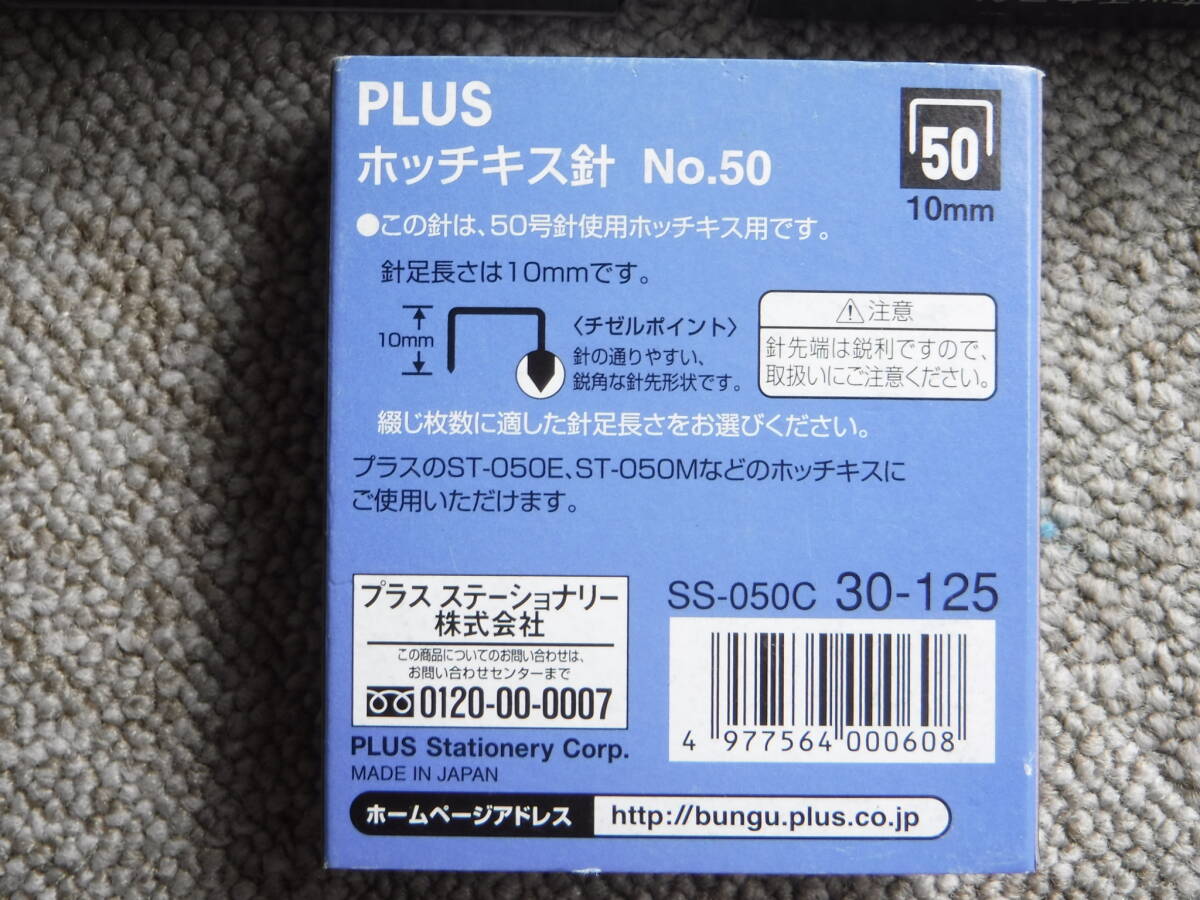 PLUS
ホッチキス針 No.50
50
10mm
●この針は、50号針使用ホッチキス用です。
針足長さは10mmです。
10mm
〈チゼルポイント〉
針の通りやすい、
鋭角な針先形状です。
⚠注意
針先端は鋭利ですので、
取扱いにご注意ください。
綴じ枚数に適した針足長さをお選びください。
プラスのST-050E、ST-050Mなどのホッチキスに
ご使用いただけます。
プラス ステーショナリー
株式会社
この商品についてのお問い合わせは、
お問い合わせセンターまで
0120-00-0007
PLUS Stationery Corp.
MADE IN JAPAN
SS-050C 30-125
4 977564 000608
ホームページアドレス http://bungu.plus.co.jp